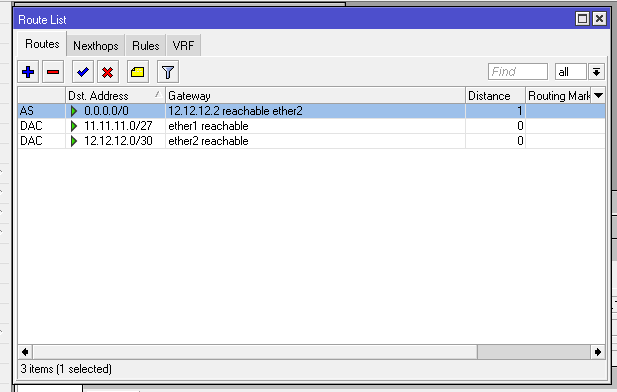 Route List
Routes Nexthops Rules VRF
Find all
Dst. Address Gateway Distance Routing Mark
AS 0.0.0.0/0 12.12.12.2 reachable ether2 1
DAC 11.11.11.0/27 ether1 reachable 0
DAC 12.12.12.0/30 ether2 reachable 0
3 items (1 selected)